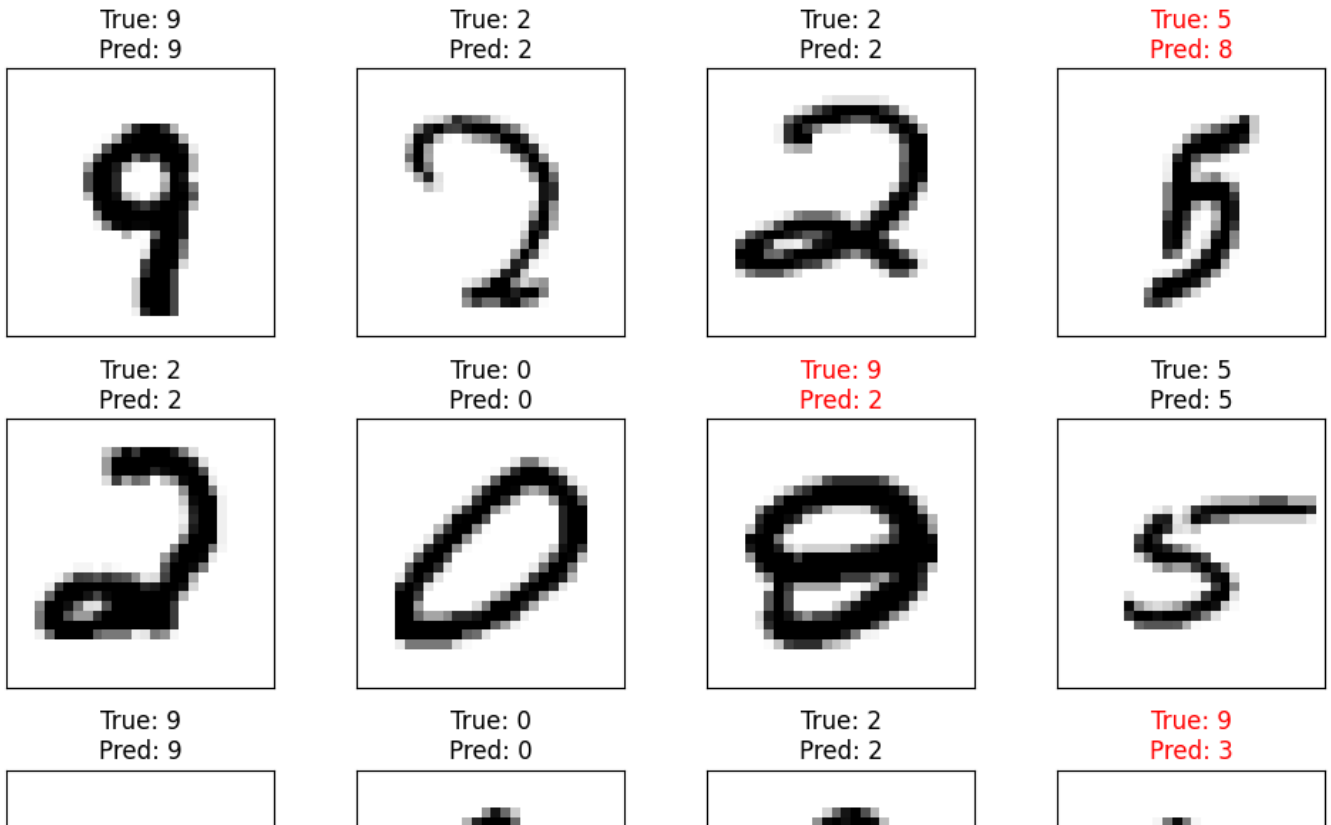 True: 9 True: 2 True: 2 True: 5
Pred: 9 Pred: 2 Pred: 2 Pred: 8
9 2 2 5
True: 2 True: 0 True: 9 True: 5
Pred: 2 Pred: 0 Pred: 2 Pred: 5
2 0 9 5
True: 9 True: 0 True: 2 True: 9
Pred: 9 Pred: 0 Pred: 2 Pred: 3